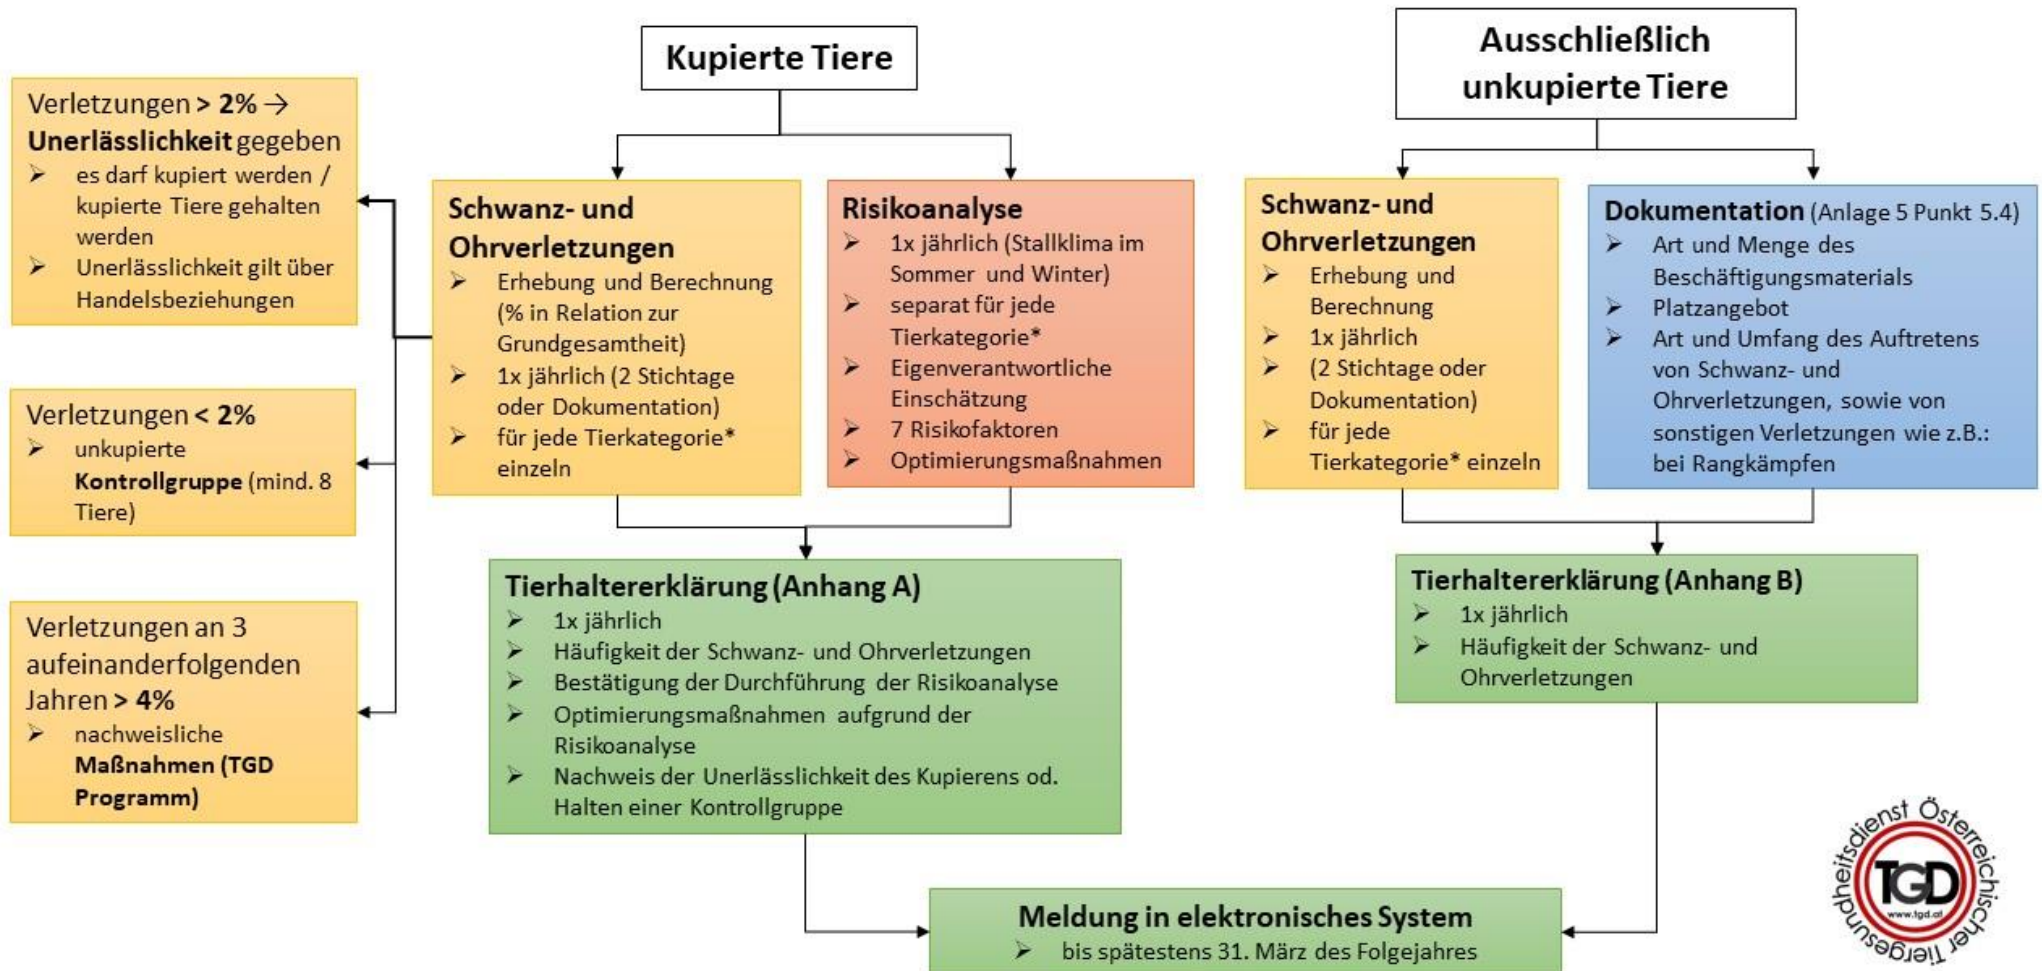 Kupierte Tiere
Ausschließlich
unkupierte Tiere
Verletzungen > 2% →
Unerlässlichkeit gegeben
➢ es darf kupiert werden /
kupierte Tiere gehalten
werden
➢ Unerlässlichkeit gilt über
Handelsbeziehungen
Verletzungen < 2%
➢ unkupierte
Kontrollgruppe (mind. 8
Tiere)
Verletzungen an 3
aufeinanderfolgenden
Jahren > 4%
➢ nachweisliche
Maßnahmen (TGD
Programm)
Schwanz- und
Ohrverletzungen
➢ Erhebung und Berechnung
(% in Relation zur
Grundgesamtheit)
➢ 1x jährlich (2 Stichtage
oder Dokumentation)
➢ für jede Tierkategorie*
einzeln
Risikoanalyse
➢ 1x jährlich (Stallklima im
Sommer und Winter)
➢ separat für jede
Tierkategorie*
➢ Eigenverantwortliche
Einschätzung
➢ 7 Risikofaktoren
➢ Optimierungsmaßnahmen
Schwanz- und
Ohrverletzungen
➢ Erhebung und
Berechnung
➢ 1x jährlich
➢ (2 Stichtage oder
Dokumentation)
➢ für jede
Tierkategorie* einzeln
Dokumentation (Anlage 5 Punkt 5.4)
➢ Art und Menge des
Beschäftigungsmaterials
➢ Platzangebot
➢ Art und Umfang des Auftretens
von Schwanz- und
Ohrverletzungen, sowie von
sonstigen Verletzungen wie z.B.:
bei Rangkämpfen
Tierhaltererklärung (Anhang A)
➢ 1x jährlich
➢ Häufigkeit der Schwanz- und Ohrverletzungen
➢ Bestätigung der Durchführung der Risikoanalyse
➢ Optimierungsmaßnahmen aufgrund der
Risikoanalyse
➢ Nachweis der Unerlässlichkeit des Kupierens od.
Halten einer Kontrollgruppe
Tierhaltererklärung (Anhang B)
➢ 1x jährlich
➢ Häufigkeit der Schwanz- und
Ohrverletzungen
Meldung in elektronisches System
➢ bis spätestens 31. März des Folgejahres
Österreichischer Tiergesundheitsdienst
TGD
www.tgd.at